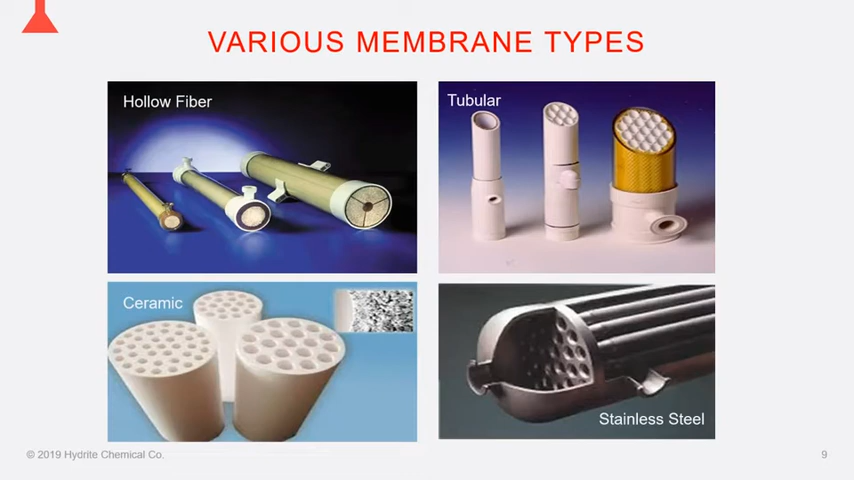 VARIOUS MEMBRANE TYPES
Hollow Fiber
Tubular
Ceramic
Stainless Steel
© 2019 Hydrite Chemical Co.
9